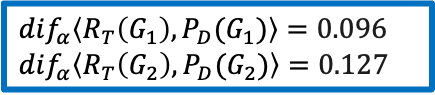 dif_α⟨R_T(G_1), P_D(G_1)⟩ = 0.096
dif_α⟨R_T(G_2), P_D(G_2)⟩ = 0.127